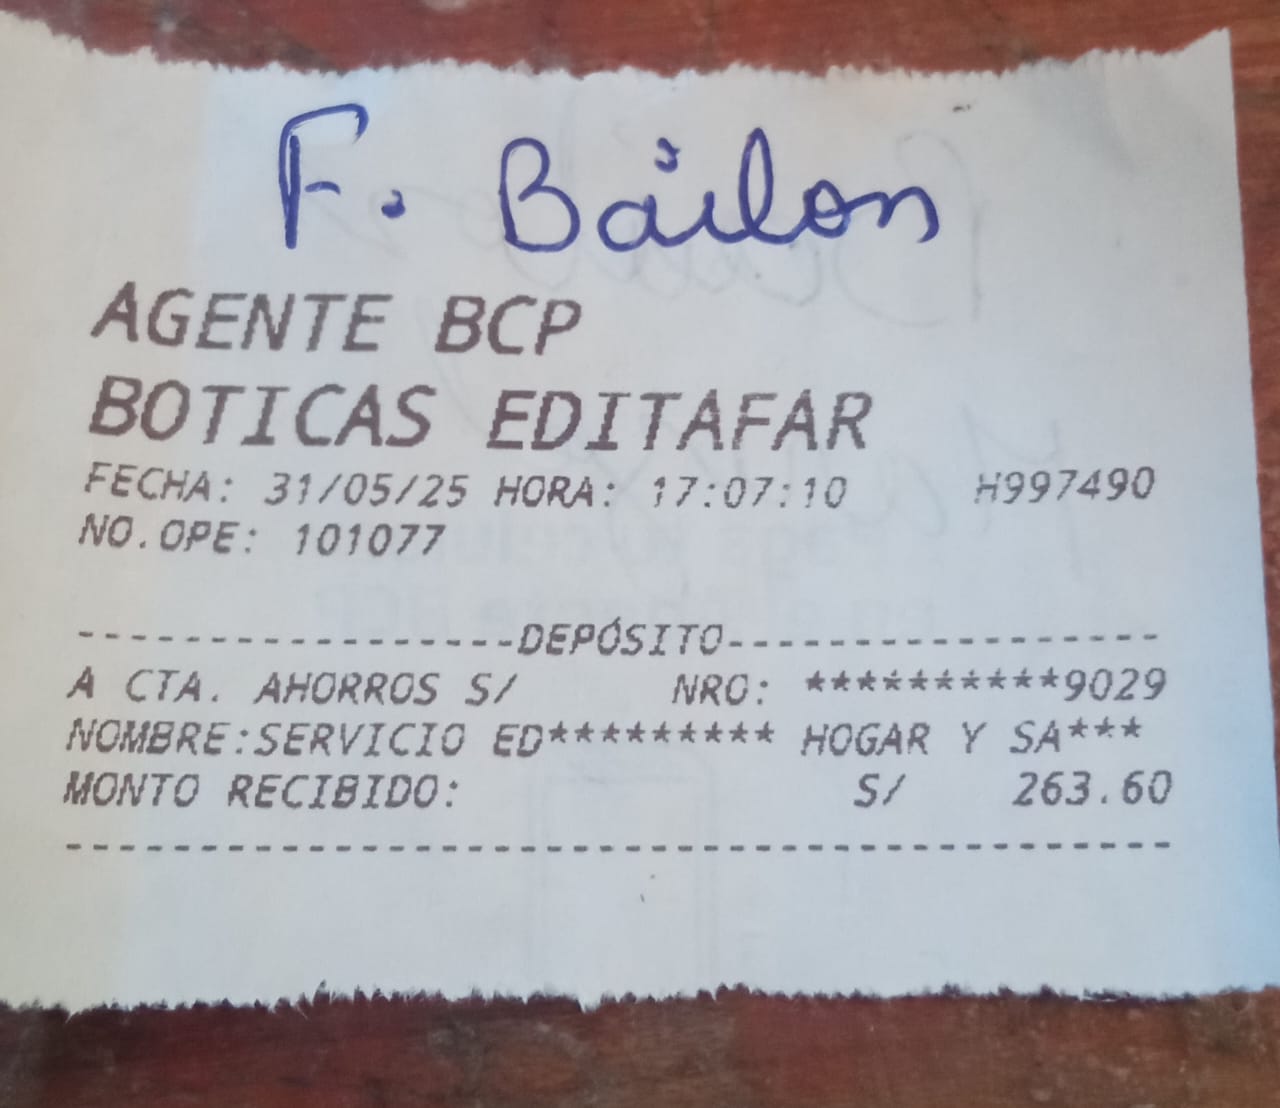 F. Bailon
AGENTE BCP
BOTICAS EDITAFAR
FECHA: 31/05/25 HORA: 17:07:10 H997490
NO.OPE: 101077
------------------DEPÓSITO------------------
A CTA. AHORROS S/ NRO: **********9029
NOMBRE:SERVICIO ED********* HOGAR Y SA***
MONTO RECIBIDO: S/ 263.60
-----------------------------------------